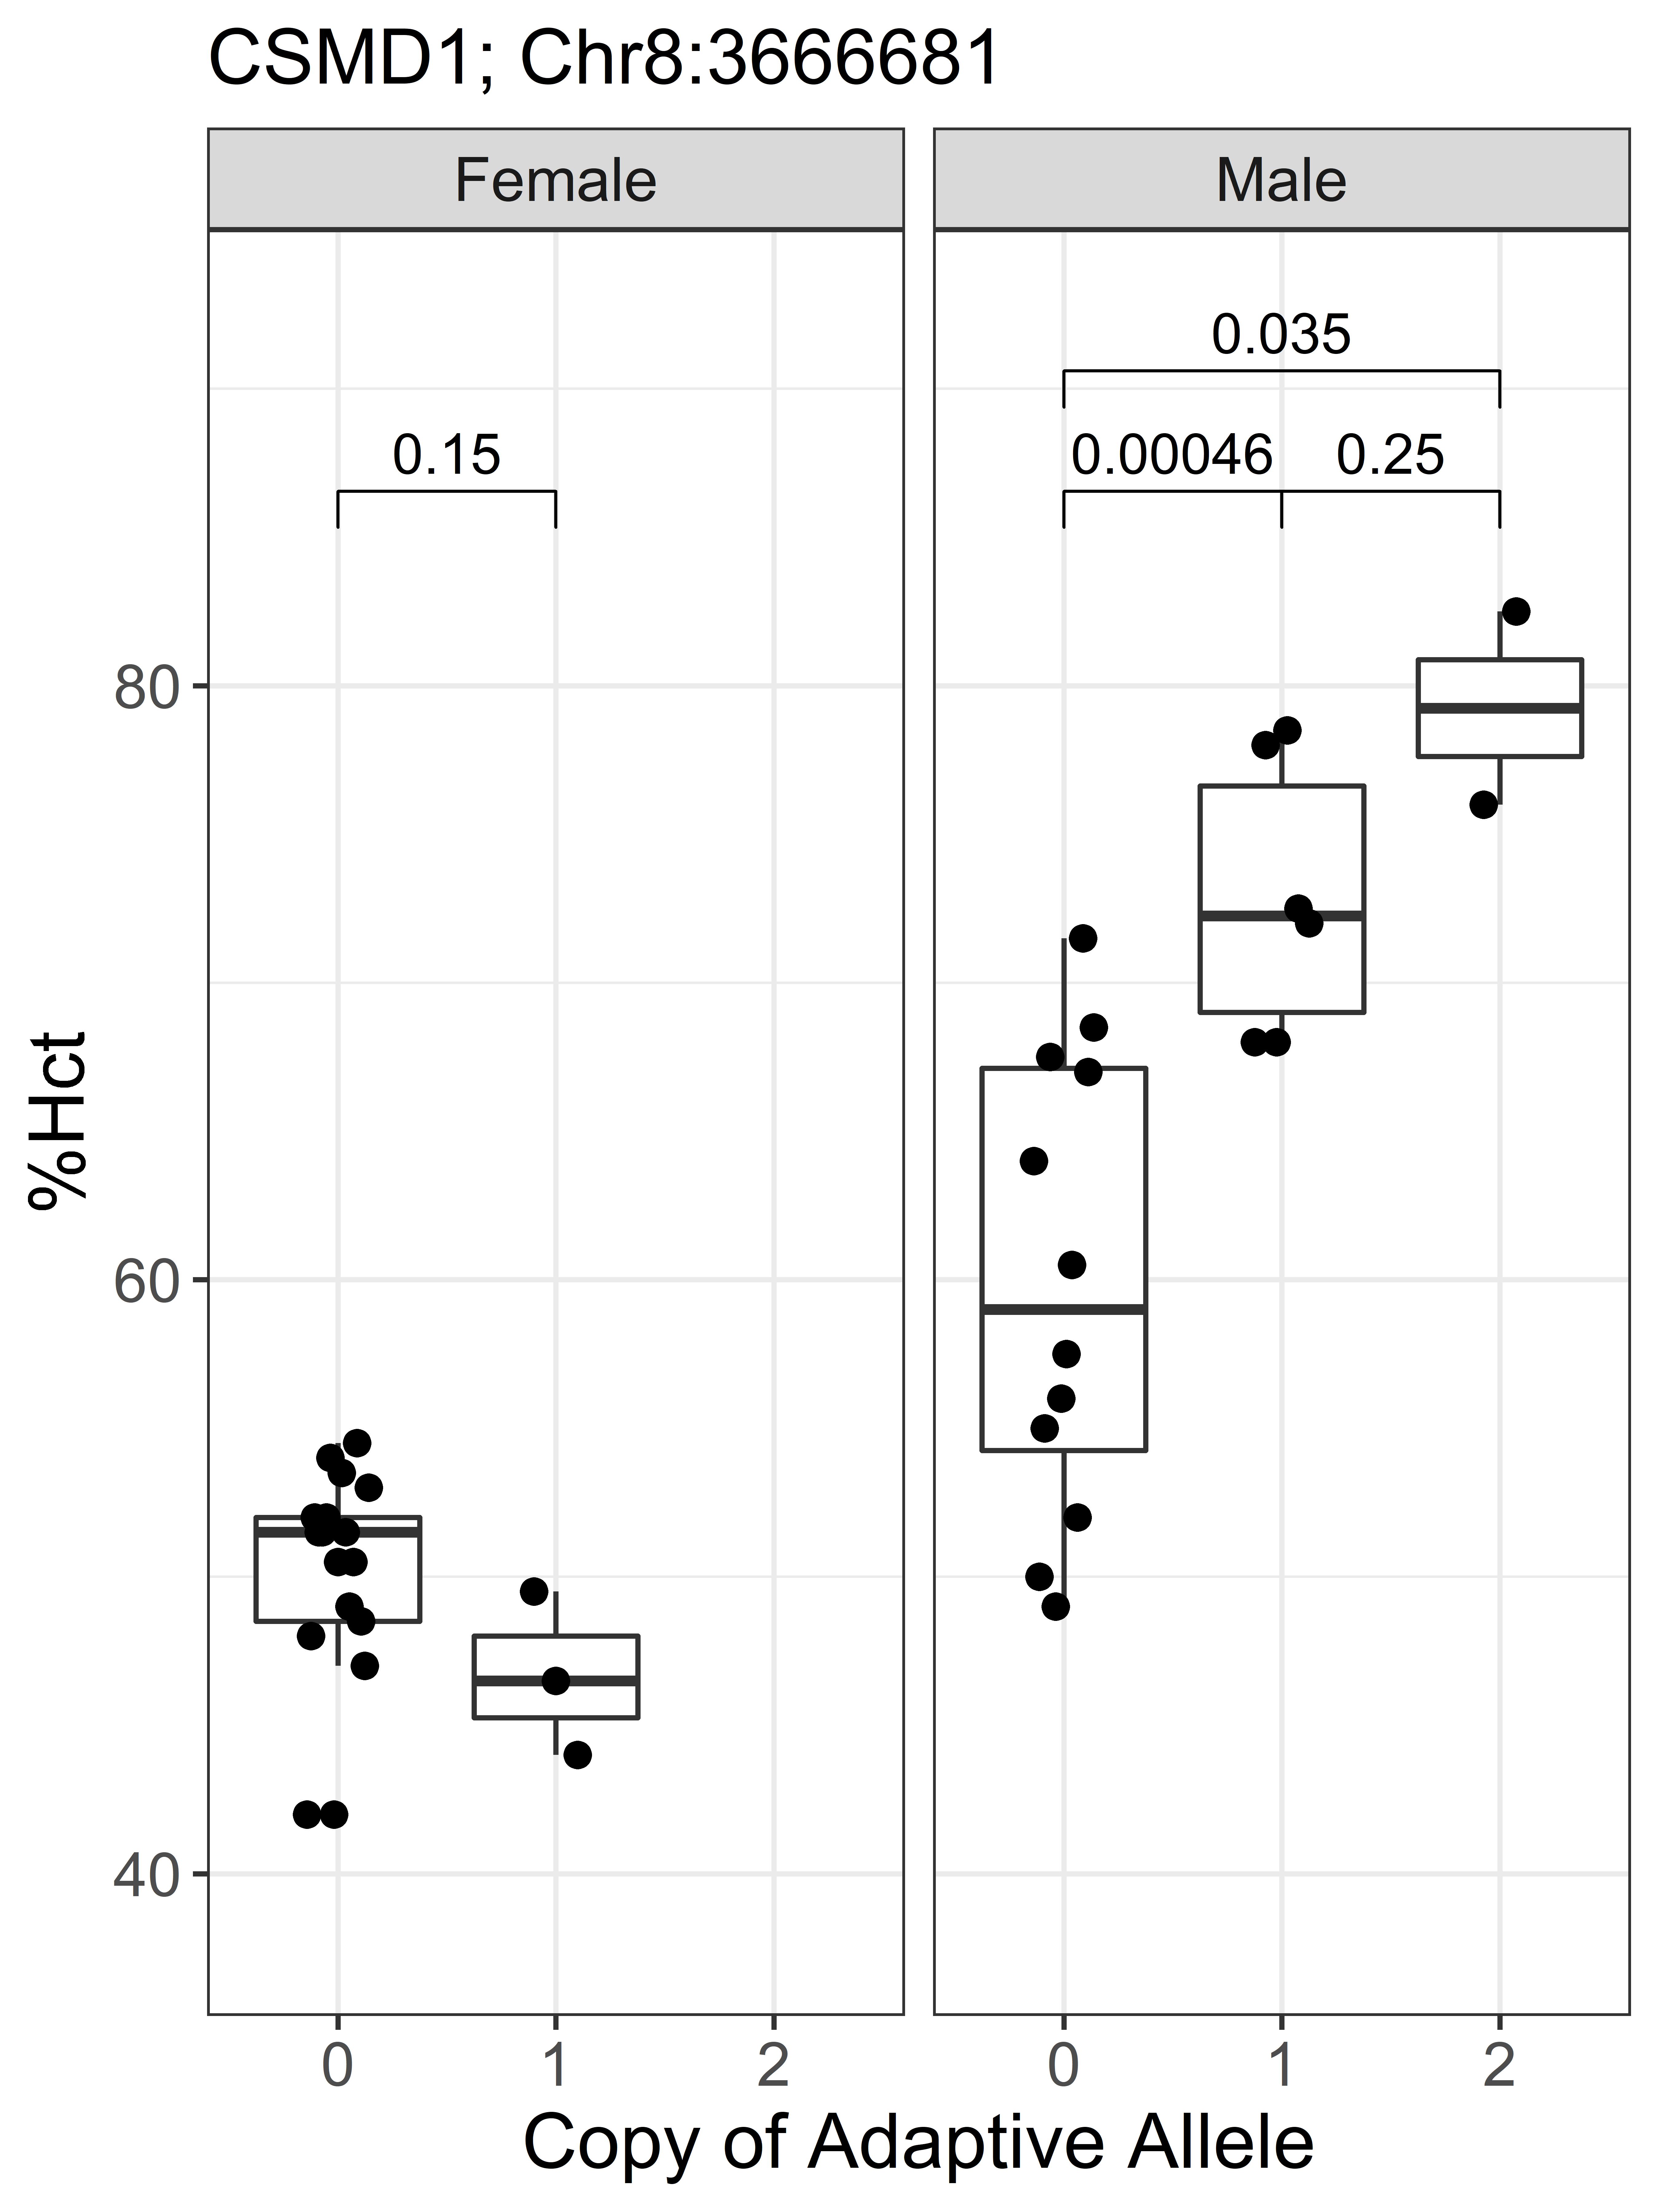 CSMD1; Chr8:3666681
Female
Male
0.035
0.15
0.00046
0.25
80
60
40
%Hct
0 1 2
0 1 2
Copy of Adaptive Allele